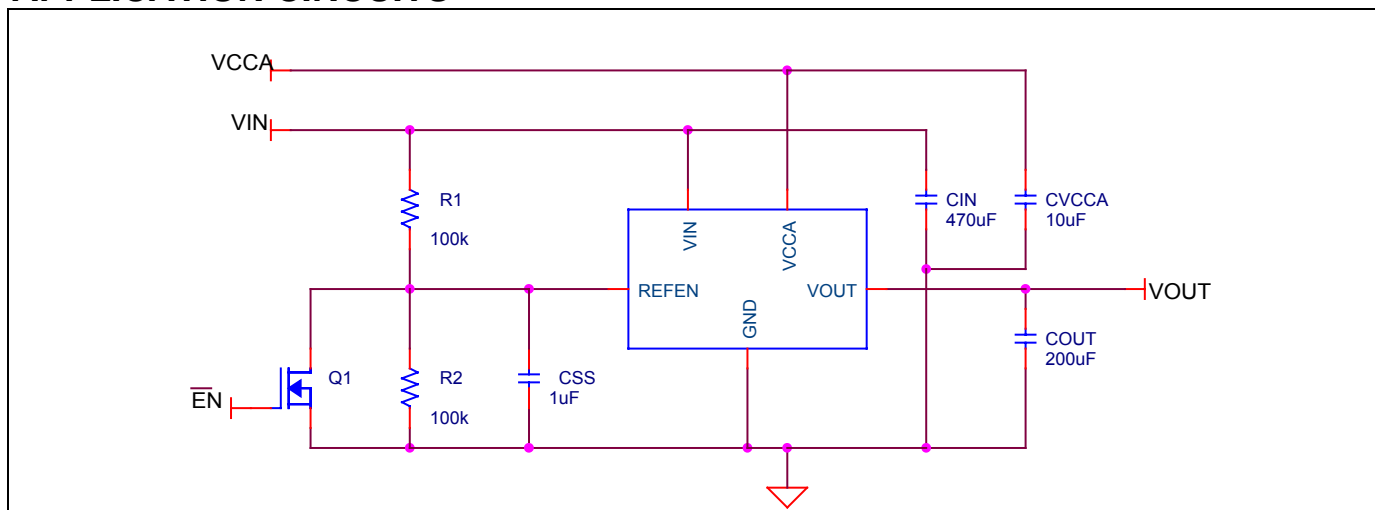 VCCA
VIN
R1
100k
VIN
VCCA
CIN
470uF
CVCCA
10uF
REFEN
VOUT
GND
VOUT
COUT
200uF
EN
Q1
R2
100k
CSS
1uF